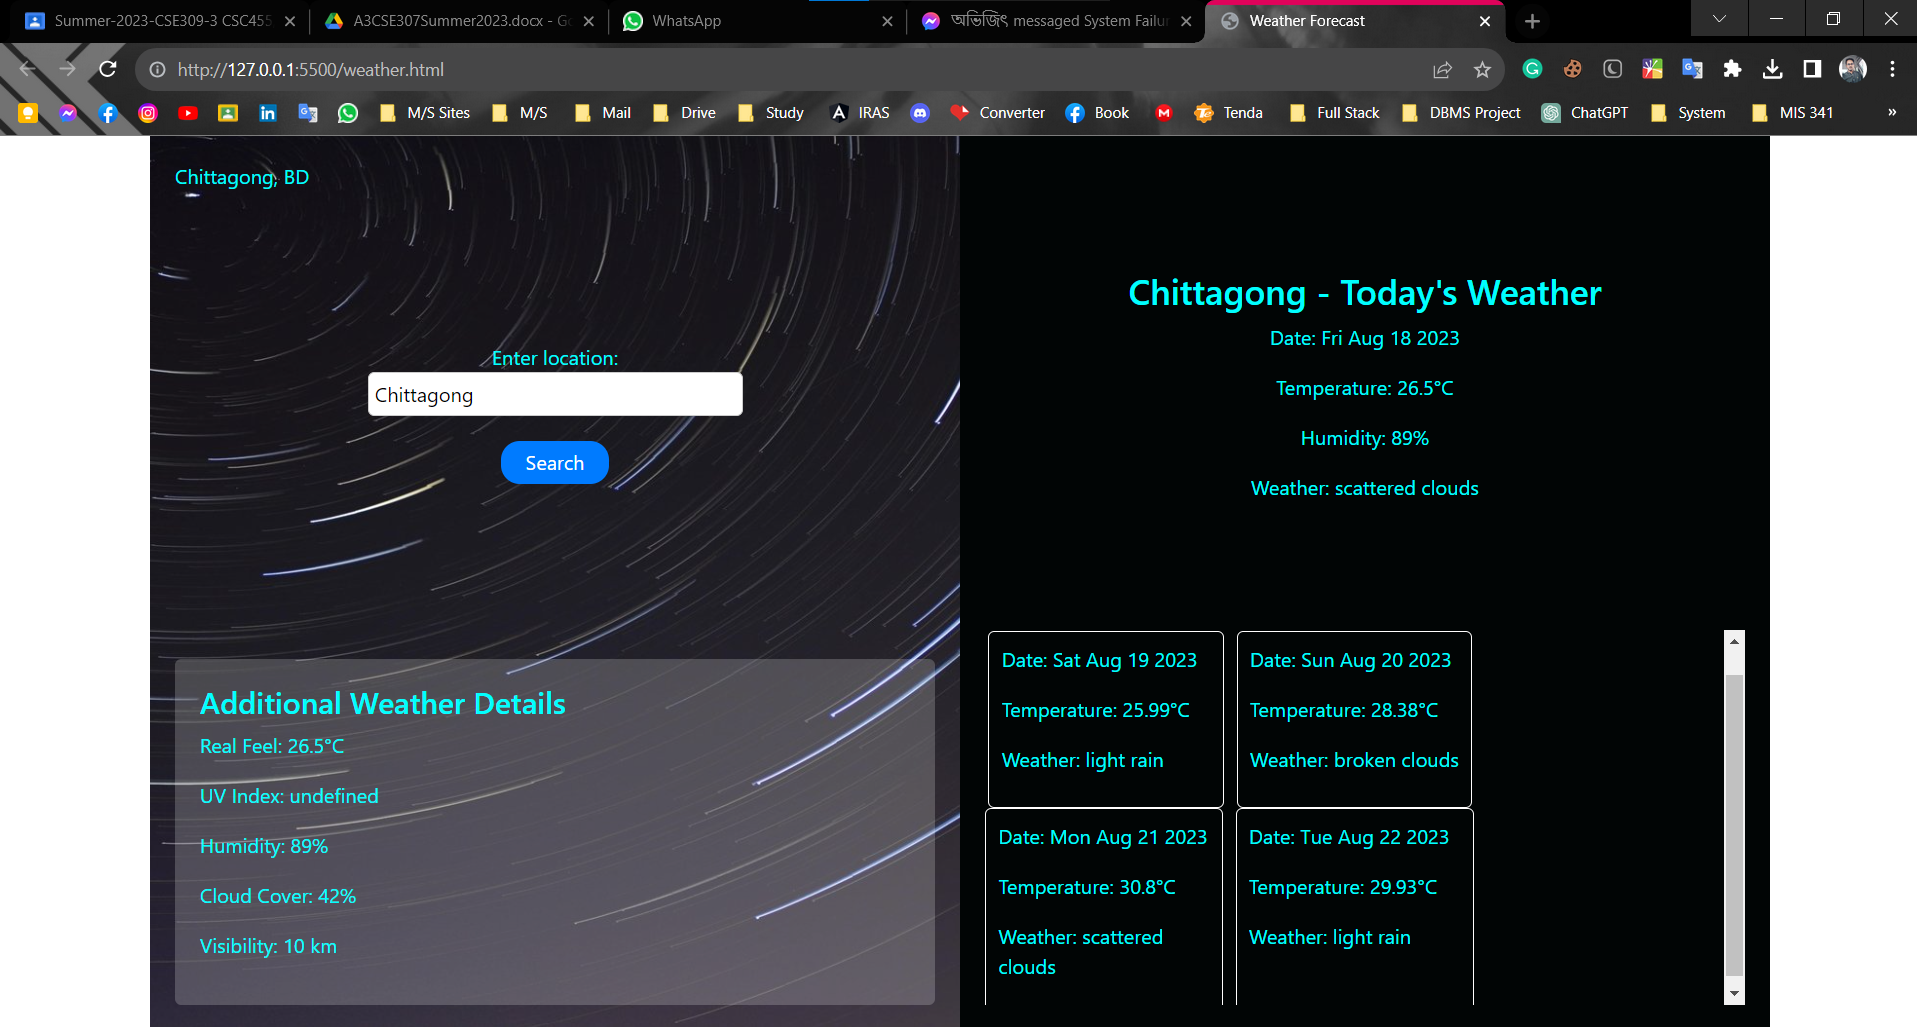 Summer-2023-CSE309-3 CSC455
A3CSE307Summer2023.docx - Go
WhatsApp
অভিজিৎ messaged System Failur
Weather Forecast
http://127.0.0.1:5500/weather.html
M/S Sites
M/S
Mail
Drive
Study
IRAS
Converter
Book
Tenda
Full Stack
DBMS Project
ChatGPT
System
MIS 341
»
Chittagong, BD
Enter location:
Chittagong
Search
Additional Weather Details
Real Feel: 26.5°C
UV Index: undefined
Humidity: 89%
Cloud Cover: 42%
Visibility: 10 km
Chittagong - Today's Weather
Date: Fri Aug 18 2023
Temperature: 26.5°C
Humidity: 89%
Weather: scattered clouds
Date: Sat Aug 19 2023
Temperature: 25.99°C
Weather: light rain
Date: Sun Aug 20 2023
Temperature: 28.38°C
Weather: broken clouds
Date: Mon Aug 21 2023
Temperature: 30.8°C
Weather: scattered
clouds
Date: Tue Aug 22 2023
Temperature: 29.93°C
Weather: light rain